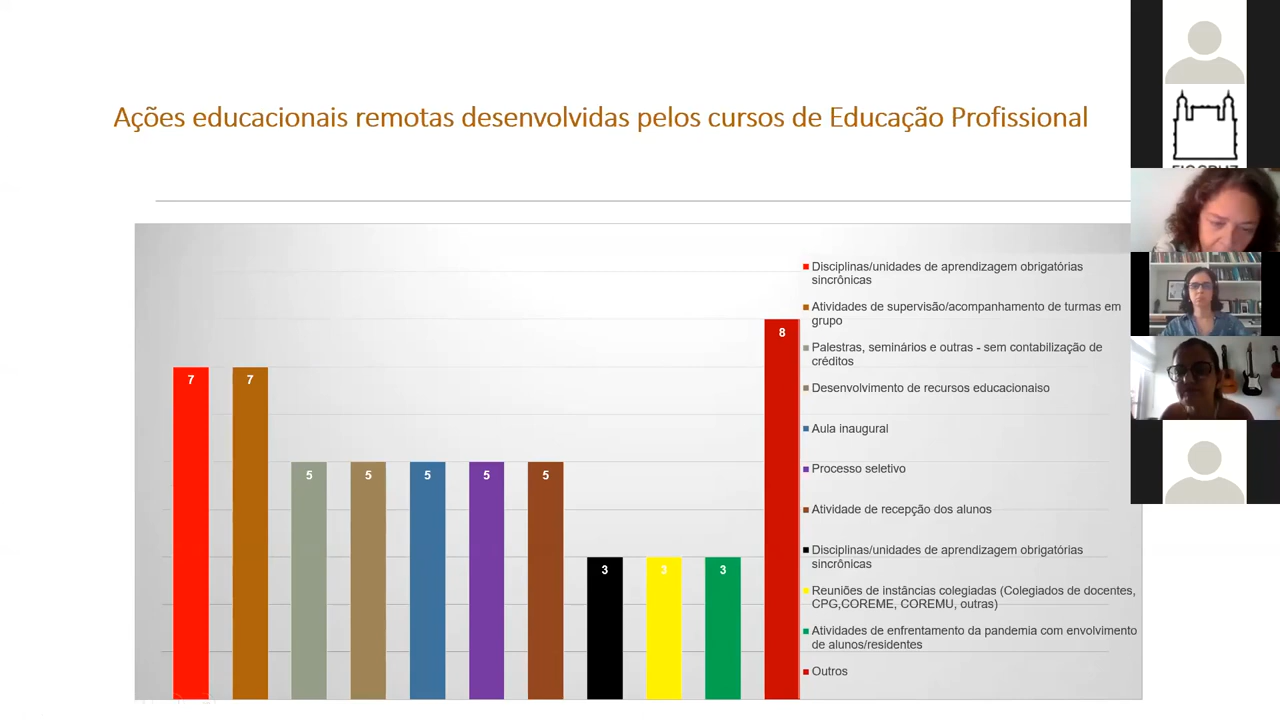 Ações educacionais remotas desenvolvidas pelos cursos de Educação Profissional
7
7
5
5
5
5
5
3
3
3
8
Disciplinas/unidades de aprendizagem obrigatórias
sincrônicas
Atividades de supervisão/acompanhamento de turmas em
grupo
Palestras, seminários e outras - sem contabilização de
créditos
Desenvolvimento de recursos educacionaiso
Aula inaugural
Processo seletivo
Atividade de recepção dos alunos
Disciplinas/unidades de aprendizagem obrigatórias
sincrônicas
Reuniões de instâncias colegiadas (Colegiados de docentes,
CPG,COREME, COREMU, outras)
Atividades de enfrentamento da pandemia com envolvimento
de alunos/residentes
Outros